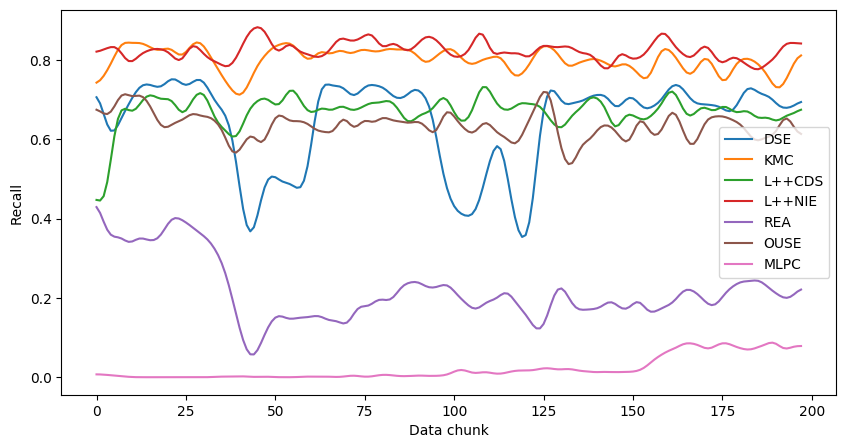 0.8
0.6
0.4
0.2
0.0
Recall
0
25
50
75
100
125
150
175
200
Data chunk
DSE
KMC
L++CDS
L++NIE
REA
OUSE
MLPC